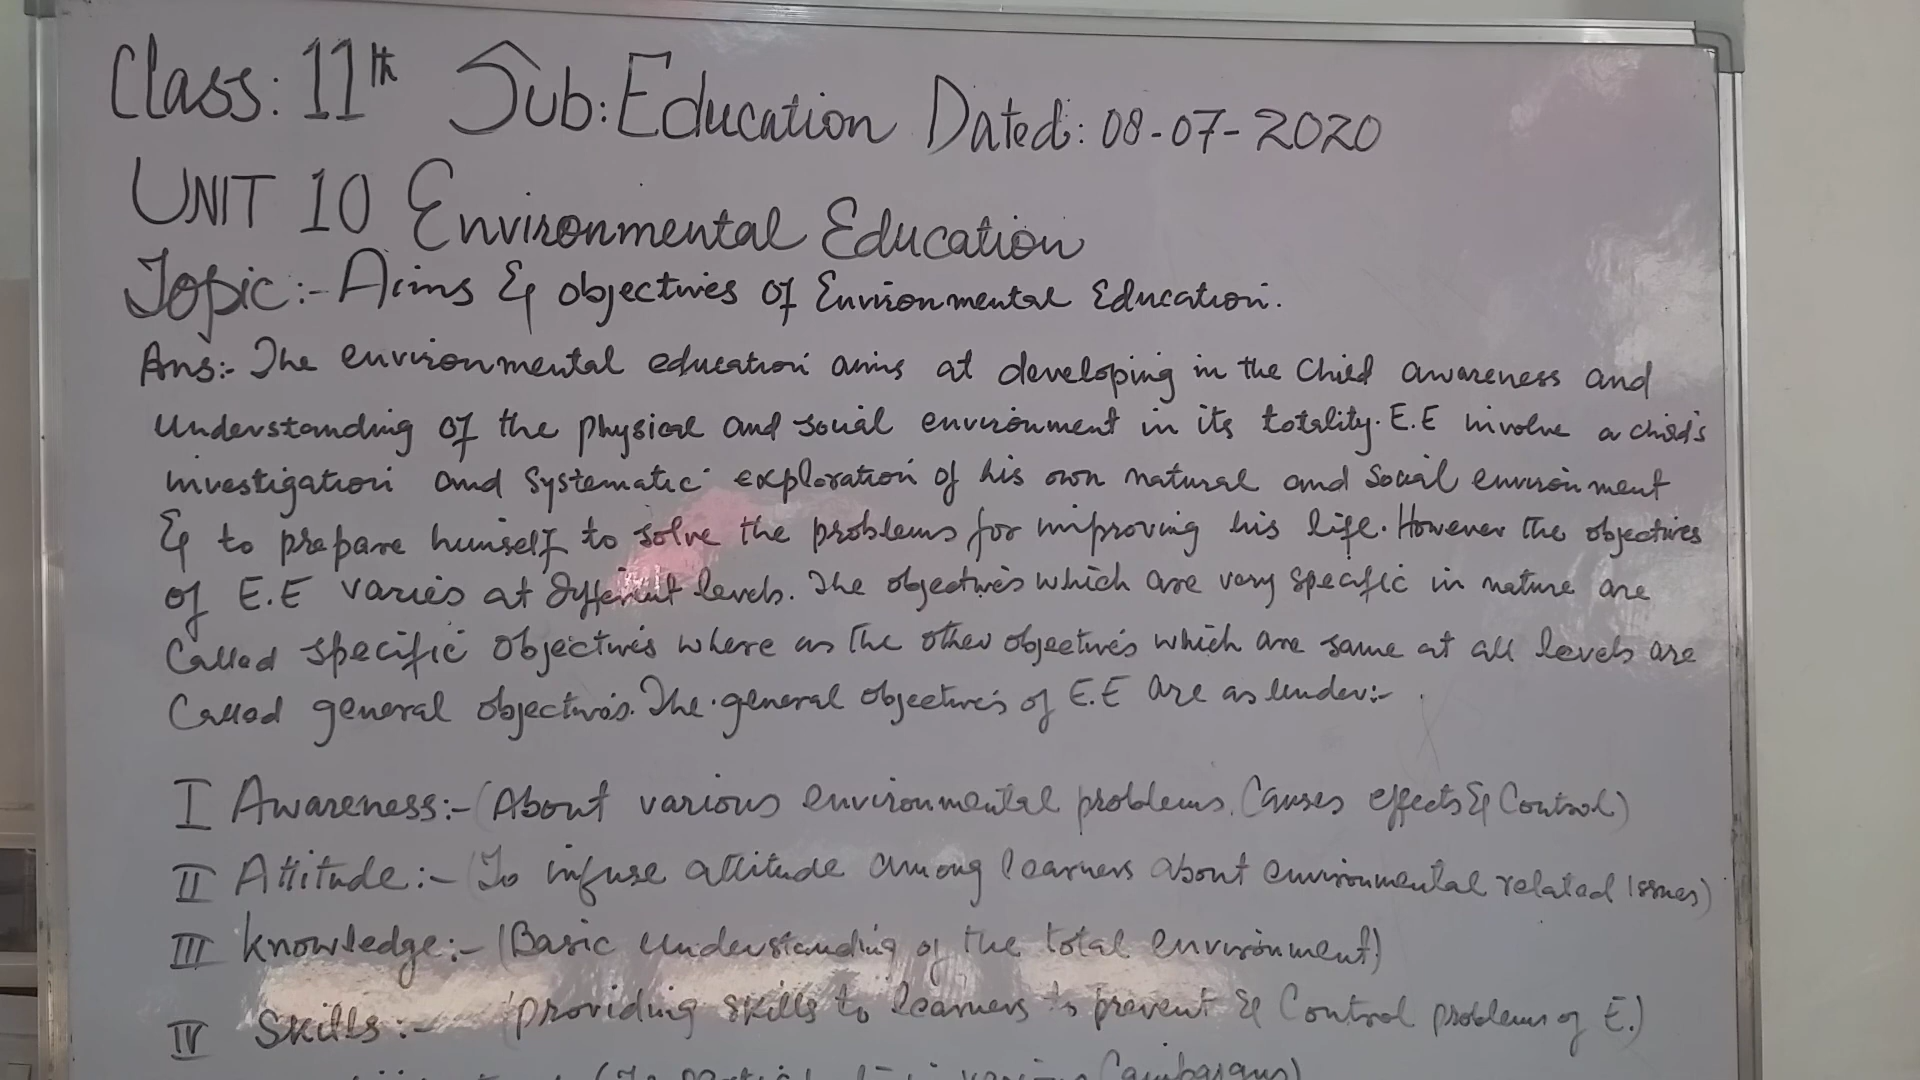 Class: 11th Sub: Education Dated: 08-07-2020
UNIT 10 Environmental Education
Topic:- Aims & objectives of Environmental Education.
Ans:- The environmental education aims at developing in the child awareness and
understanding of the physical and social environment in its totality. E.E involve a child's
investigation and systematic exploration of his own natural and social environment
& to prepare himself to solve the problems for improving his life. However the objectives
of E.E varies at different levels. The objectives which are very specific in nature are
Called specific objectives where as the other objectives which are same at all levels are
Called general objectives. The general objectives of E.E are as under:-
I Awareness:- (About various environmental problems. Causes effects & Control)
II Attitude:- (To infuse attitude among learners about environmental related issues)
III Knowledge:- (Basic understanding of the total environment)
IV Skills:- (providing skills to learners to prevent & Control problems of E.)